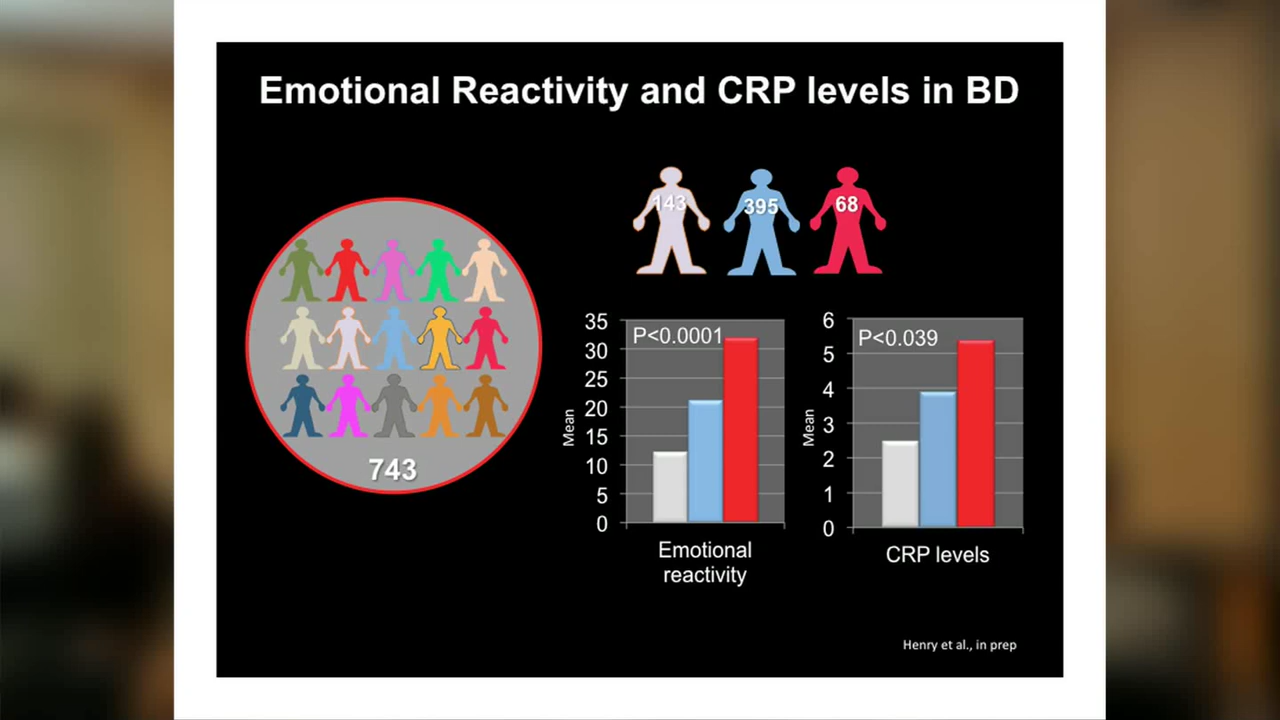 Emotional Reactivity and CRP levels in BD
143
395
68
743
35
30
25
20
15
10
5
0
Mean
P<0.0001
Emotional
reactivity
6
5
4
3
2
1
0
Mean
P<0.039
CRP levels
Henry et al., in prep